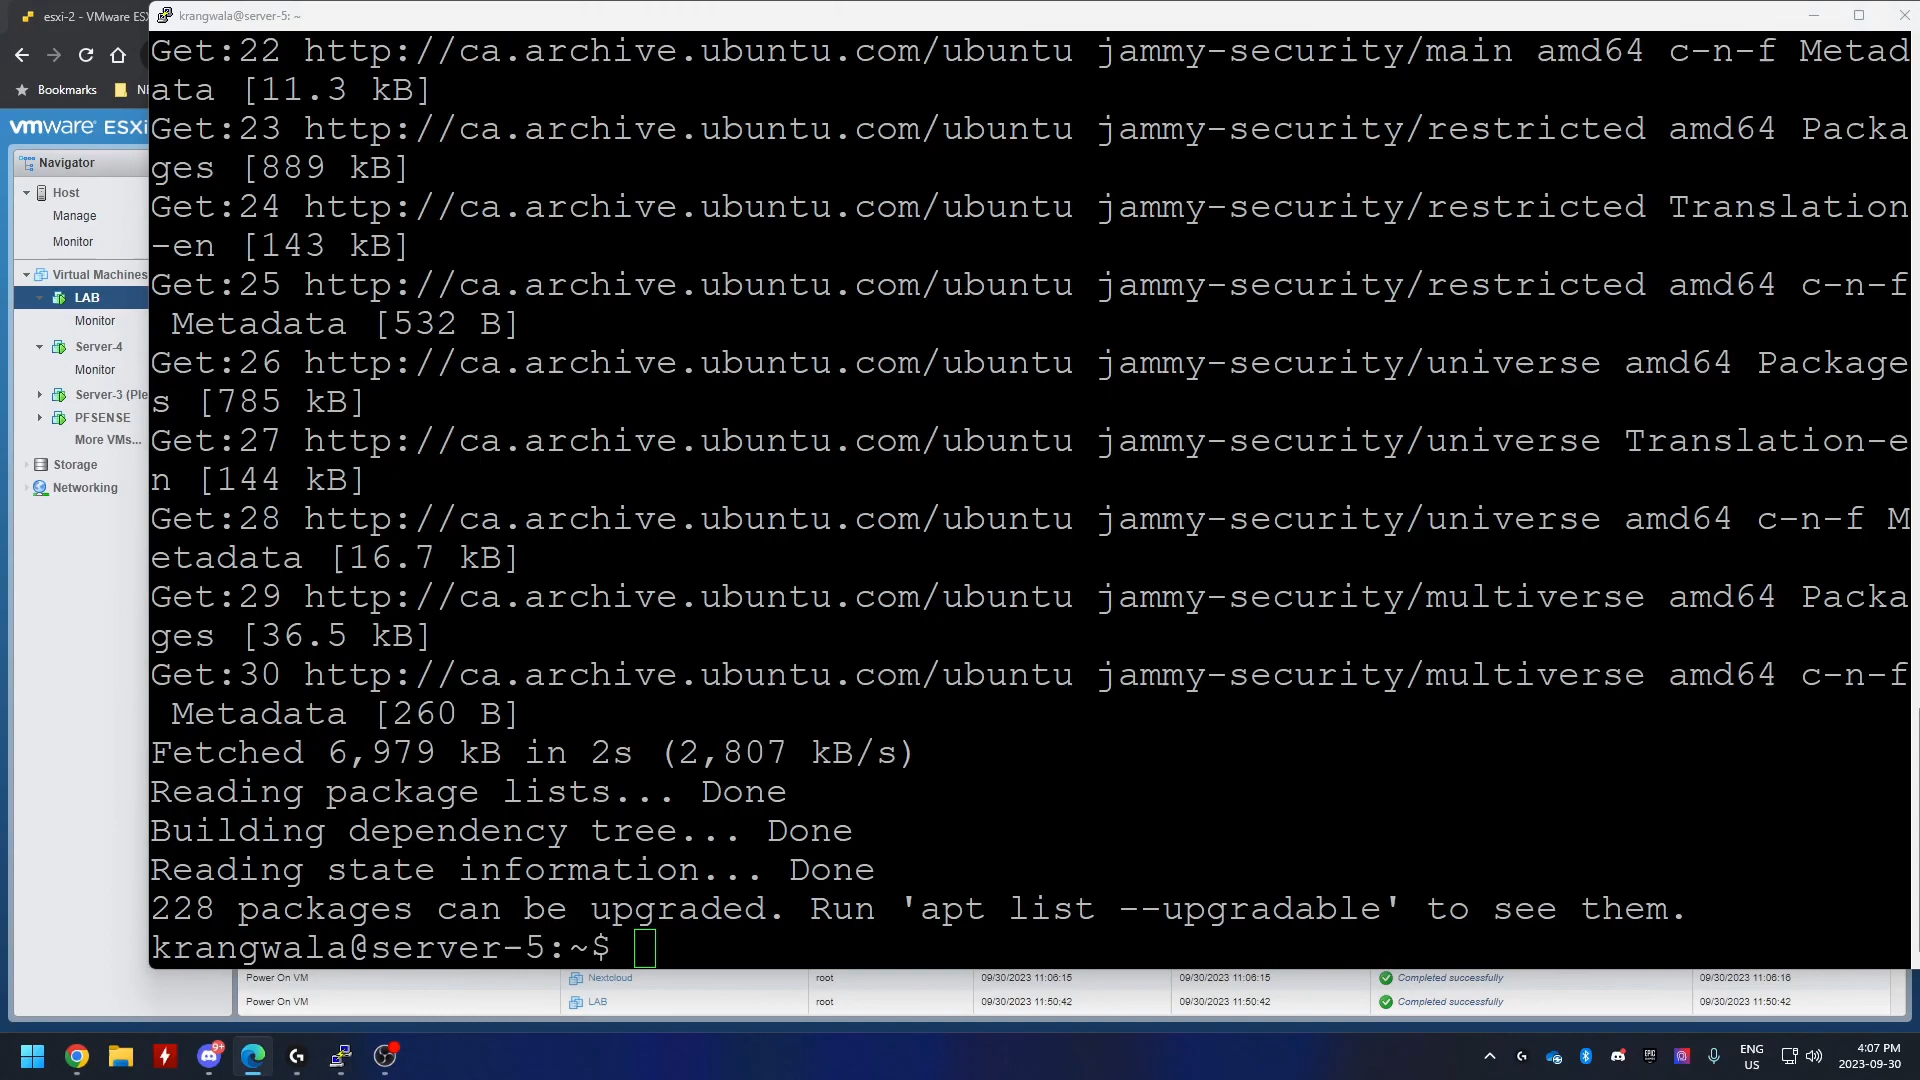 esxi-2 - VMware ESX
krangwala@server-5: ~
Bookmarks
vmware ESXi
Navigator
Host
Manage
Monitor
Virtual Machines
LAB
Monitor
Server-4
Monitor
Server-3 (Ple
PFSENSE
More VMs...
Storage
Networking
Get:22 http://ca.archive.ubuntu.com/ubuntu jammy-security/main amd64 c-n-f Metad
ata [11.3 kB]
Get:23 http://ca.archive.ubuntu.com/ubuntu jammy-security/restricted amd64 Packa
ges [889 kB]
Get:24 http://ca.archive.ubuntu.com/ubuntu jammy-security/restricted Translation
-en [143 kB]
Get:25 http://ca.archive.ubuntu.com/ubuntu jammy-security/restricted amd64 c-n-f
 Metadata [532 B]
Get:26 http://ca.archive.ubuntu.com/ubuntu jammy-security/universe amd64 Package
s [785 kB]
Get:27 http://ca.archive.ubuntu.com/ubuntu jammy-security/universe Translation-e
n [144 kB]
Get:28 http://ca.archive.ubuntu.com/ubuntu jammy-security/universe amd64 c-n-f M
etadata [16.7 kB]
Get:29 http://ca.archive.ubuntu.com/ubuntu jammy-security/multiverse amd64 Packa
ges [36.5 kB]
Get:30 http://ca.archive.ubuntu.com/ubuntu jammy-security/multiverse amd64 c-n-f
 Metadata [260 B]
Fetched 6,979 kB in 2s (2,807 kB/s)
Reading package lists... Done
Building dependency tree... Done
Reading state information... Done
228 packages can be upgraded. Run 'apt list --upgradable' to see them.
krangwala@server-5:~$
Power On VM Nextcloud root 09/30/2023 11:06:15 09/30/2023 11:06:15 Completed successfully 09/30/2023 11:06:16
Power On VM LAB root 09/30/2023 11:50:42 09/30/2023 11:50:42 Completed successfully 09/30/2023 11:50:42
9+
EPIC
ENG
US
4:07 PM
2023-09-30